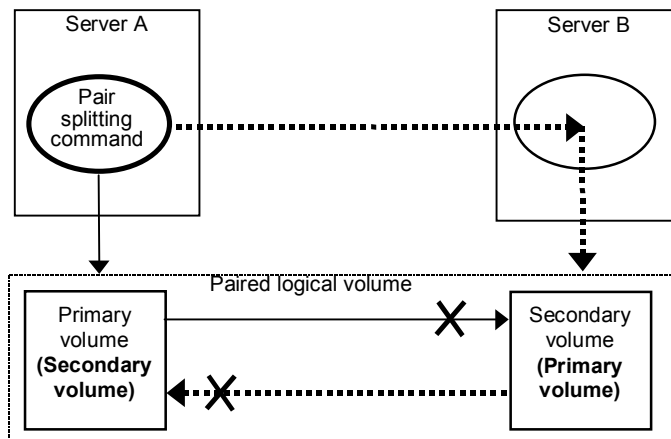 Server A
Server B
Pair
splitting
command
Paired logical volume
Primary
volume
(Secondary
volume)
Secondary
volume
(Primary
volume)